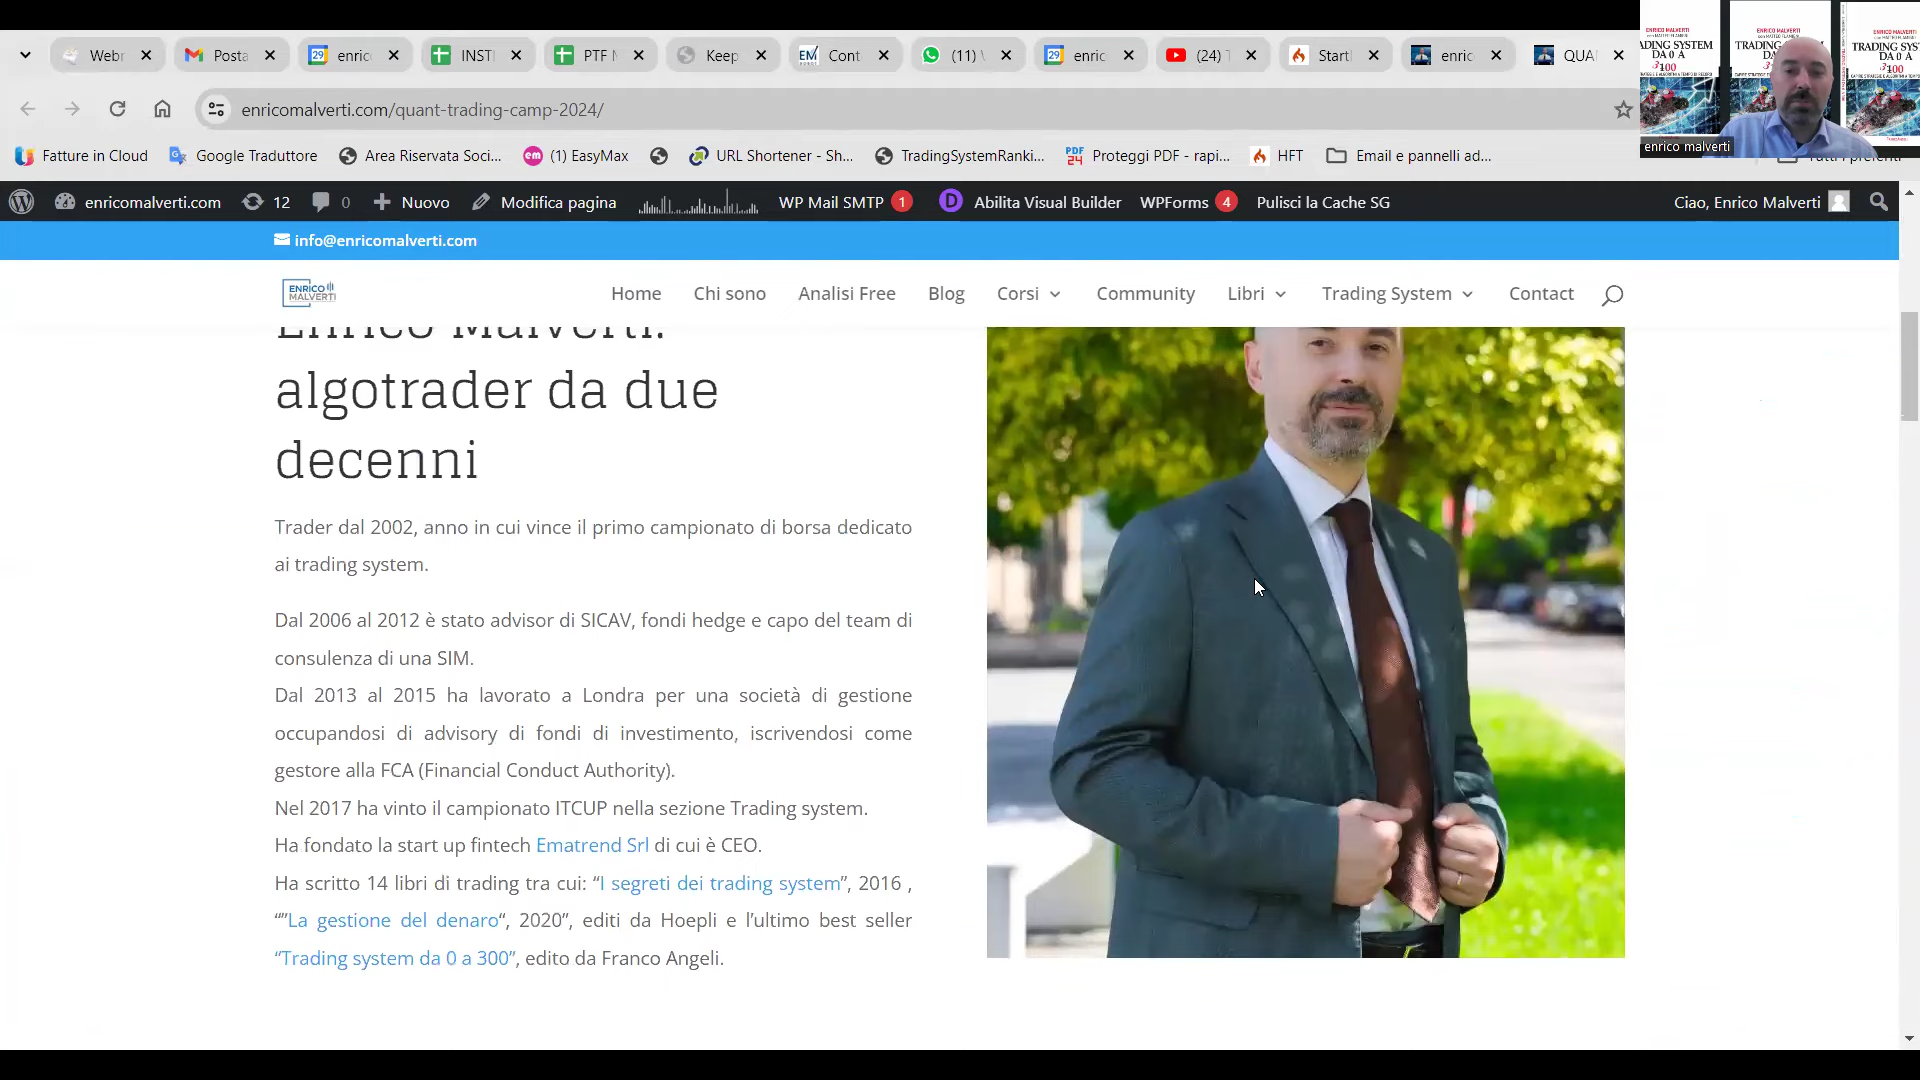 Webr
Posta
enric
INSTI
PTF M
Keep
Cont
(11)
enric
(24) T
Start
enric
QUA
enricomalverti.com/quant-trading-camp-2024/
Fatture in Cloud
Google Traduttore
Area Riservata Soci...
(1) EasyMax
URL Shortener - Sh...
TradingSystemRanki...
Proteggi PDF - rapi...
HFT
Email e pannelli ad...
enrico malverti
enricomalverti.com
12
0
Nuovo
Modifica pagina
WP Mail SMTP 1
Abilita Visual Builder
WPForms 4
Pulisci la Cache SG
Ciao, Enrico Malverti
info@enricomalverti.com
ENRICO
MALVERTI
Home
Chi sono
Analisi Free
Blog
Corsi
Community
Libri
Trading System
Contact
Enrico Malverti:
algotrader da due
decenni
Trader dal 2002, anno in cui vince il primo campionato di borsa dedicato
ai trading system.
Dal 2006 al 2012 è stato advisor di SICAV, fondi hedge e capo del team di
consulenza di una SIM.
Dal 2013 al 2015 ha lavorato a Londra per una società di gestione
occupandosi di advisory di fondi di investimento, iscrivendosi come
gestore alla FCA (Financial Conduct Authority).
Nel 2017 ha vinto il campionato ITCUP nella sezione Trading system.
Ha fondato la start up fintech Ematrend Srl di cui è CEO.
Ha scritto 14 libri di trading tra cui: “I segreti dei trading system”, 2016 ,
“”La gestione del denaro“, 2020”, editi da Hoepli e l’ultimo best seller
“Trading system da 0 a 300”, edito da Franco Angeli.